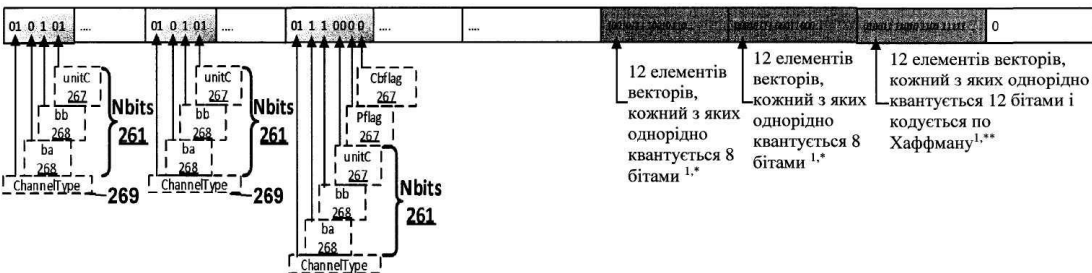 01 0 1 01 .... 01 0 1 01 .... 01 1 1 00 0 0 .... .... 0
unitC
267
bb
268
ba
268
ChannelType
Nbits
261
269
unitC
267
bb
268
ba
268
ChannelType
Nbits
261
269
Cbflag
267
Pflag
267
unitC
267
bb
268
ba
268
ChannelType
Nbits
261
12 елементів
векторів,
кожний з яких
однорідно
квантується 8
бітами 1,*
12 елементів
векторів,
кожний з яких
однорідно
квантується 8
бітами 1,*
12 елементів векторів,
кожний з яких однорідно
квантується 12 бітами і
кодується по
Хаффману1,**